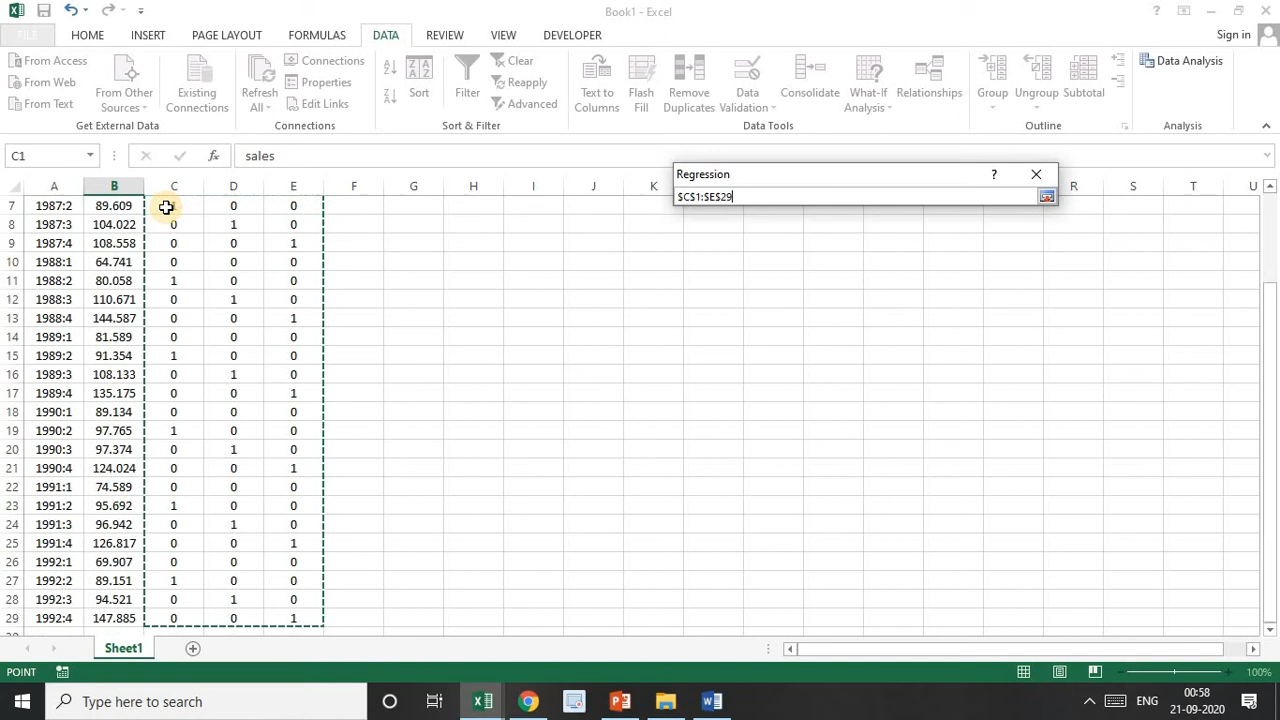 Book1 - Excel
FILE HOME INSERT PAGE LAYOUT FORMULAS DATA REVIEW VIEW DEVELOPER Sign in
From Access
From Web
From Text
From Other Sources
Existing Connections
Get External Data
Refresh All
Connections
Properties
Edit Links
Connections
Sort
Filter
Clear
Reapply
Advanced
Sort & Filter
Text to Columns
Flash Fill
Remove Duplicates
Data Validation
Consolidate
What-If Analysis
Relationships
Data Tools
Group
Ungroup
Subtotal
Outline
Data Analysis
Analysis
C1 fx sales
Regression ?
$C$1:$E$29
A B C D E F G H I J K R S T U
7 1987:2 89.609 0 0
8 1987:3 104.022 0 1 0
9 1987:4 108.558 0 0 1
10 1988:1 64.741 0 0 0
11 1988:2 80.058 1 0 0
12 1988:3 110.671 0 1 0
13 1988:4 144.587 0 0 1
14 1989:1 81.589 0 0 0
15 1989:2 91.354 1 0 0
16 1989:3 108.133 0 1 0
17 1989:4 135.175 0 0 1
18 1990:1 89.134 0 0 0
19 1990:2 97.765 1 0 0
20 1990:3 97.374 0 1 0
21 1990:4 124.024 0 0 1
22 1991:1 74.589 0 0 0
23 1991:2 95.692 1 0 0
24 1991:3 96.942 0 1 0
25 1991:4 126.817 0 0 1
26 1992:1 69.907 0 0 0
27 1992:2 89.151 1 0 0
28 1992:3 94.521 0 1 0
29 1992:4 147.885 0 0 1
Sheet1
POINT 100%
Type here to search
ENG
00:58
21-09-2020